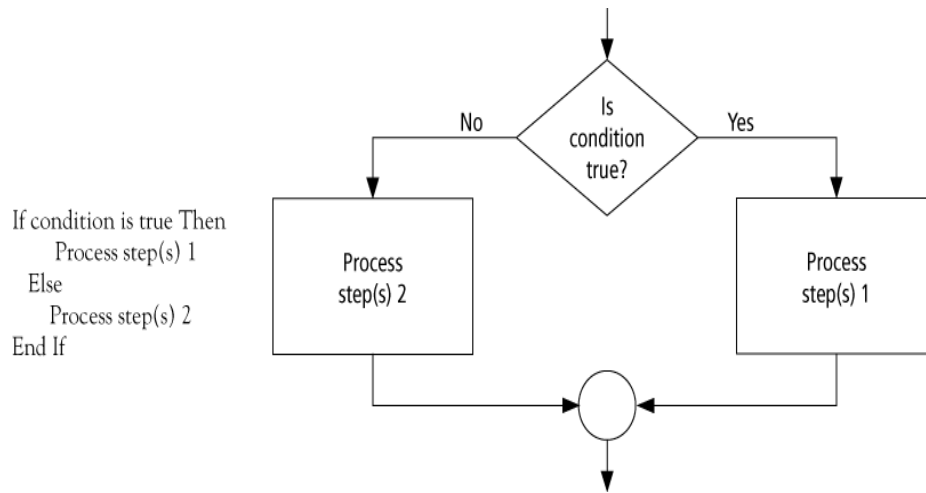 If condition is true Then
Process step(s) 1
Else
Process step(s) 2
End If
Is
condition
true?
No
Yes
Process
step(s) 2
Process
step(s) 1